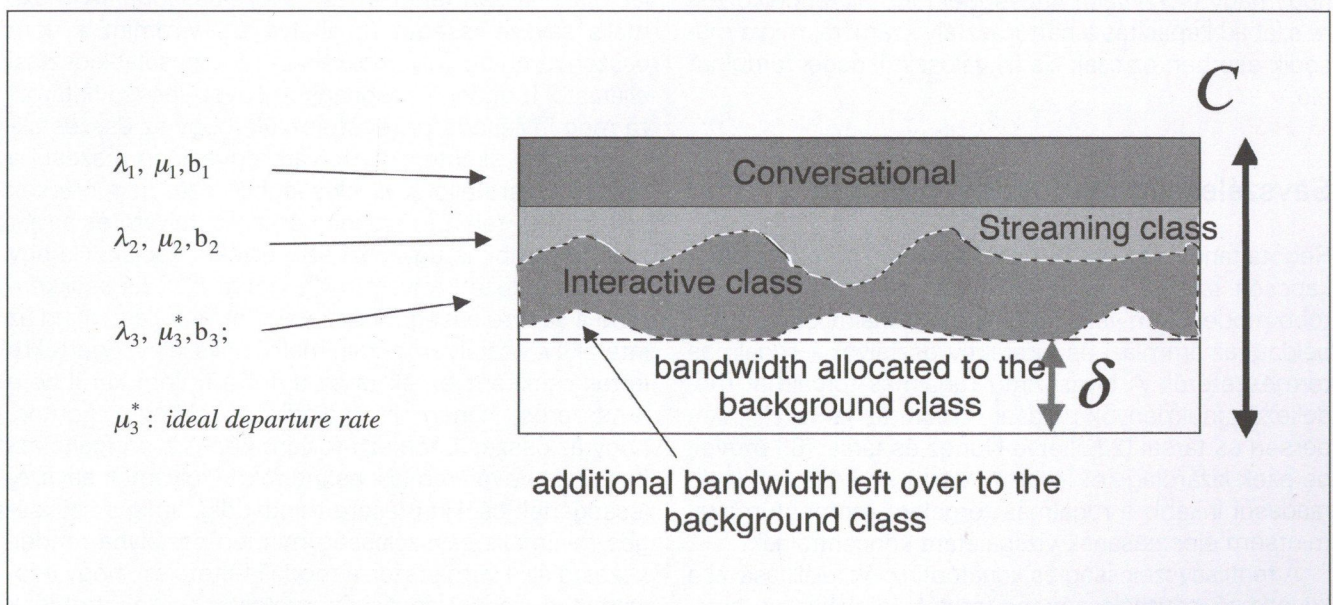 C
λ₁, μ₁,b₁
Conversational
λ₂, μ₂,b₂
Streaming class
Interactive class
λ₃, μ₃*,b₃;
bandwidth allocated to the
background class
δ
μ₃* : ideal departure rate
additional bandwidth left over to the
background class